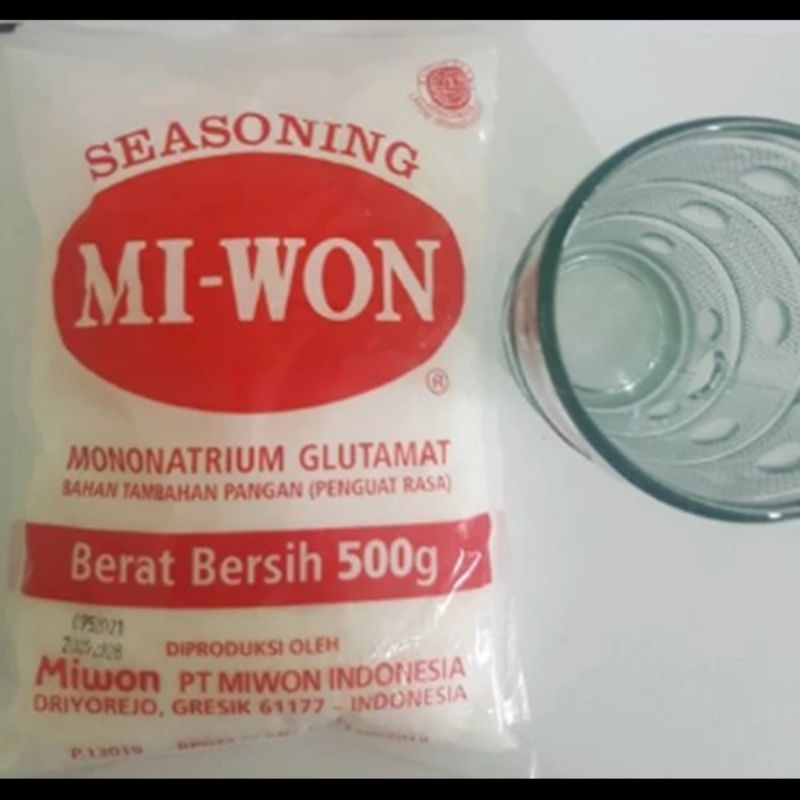 SEASONING
MI-WON
®
MONONATRIUM GLUTAMAT
BAHAN TAMBAHAN PANGAN (PENGUAT RASA)
Berat Bersih 500g
DIPRODUKSI OLEH
Miwon PT MIWON INDONESIA
DRIYOREJO, GRESIK 61177 - INDONESIA
P.13019